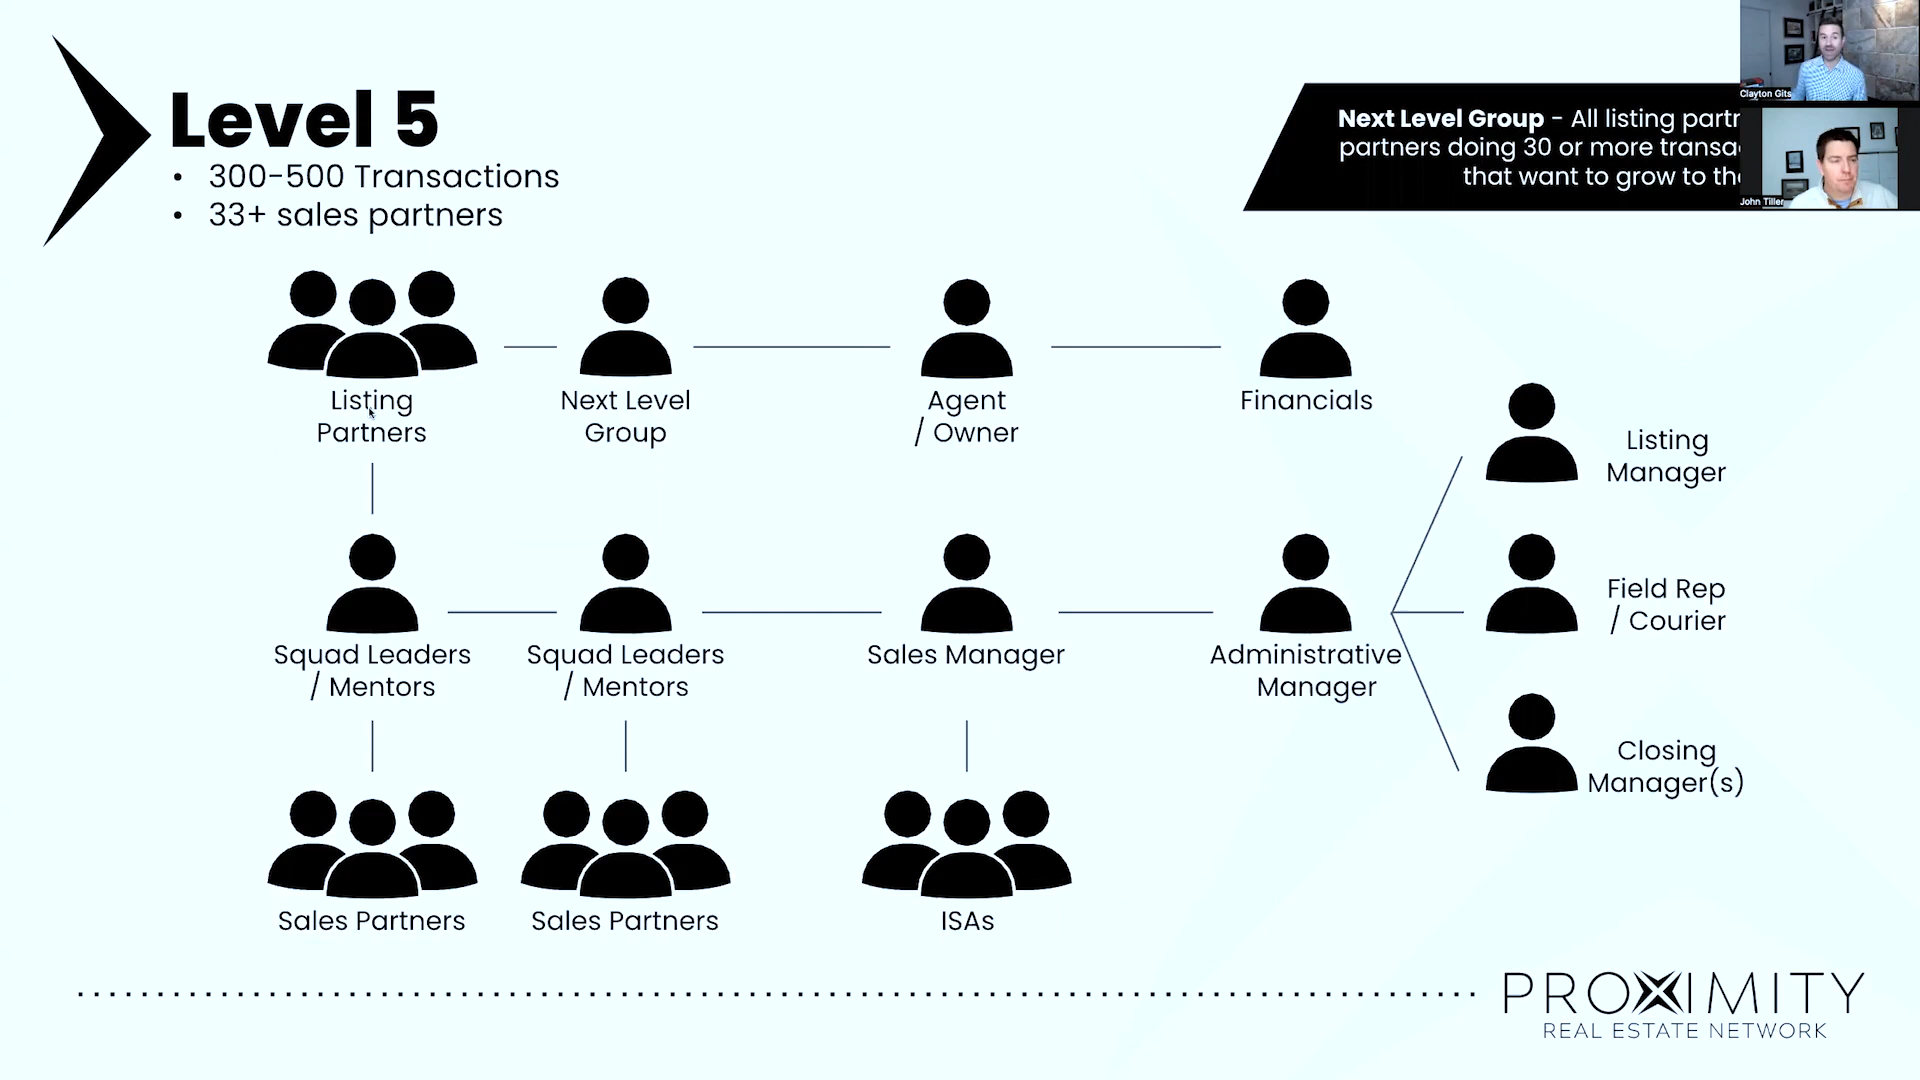 Level 5
• 300-500 Transactions
• 33+ sales partners
Next Level Group - All listing
partners doing 30 or more
that want to grow to
Clayton Gits
John Tiller
Listing
Partners
Next Level
Group
Agent
/ Owner
Financials
Listing
Manager
Squad Leaders
/ Mentors
Squad Leaders
/ Mentors
Sales Manager
Administrative
Manager
Field Rep
/ Courier
Closing
Manager(s)
Sales Partners
Sales Partners
ISAs
PROXIMITY
REAL ESTATE NETWORK